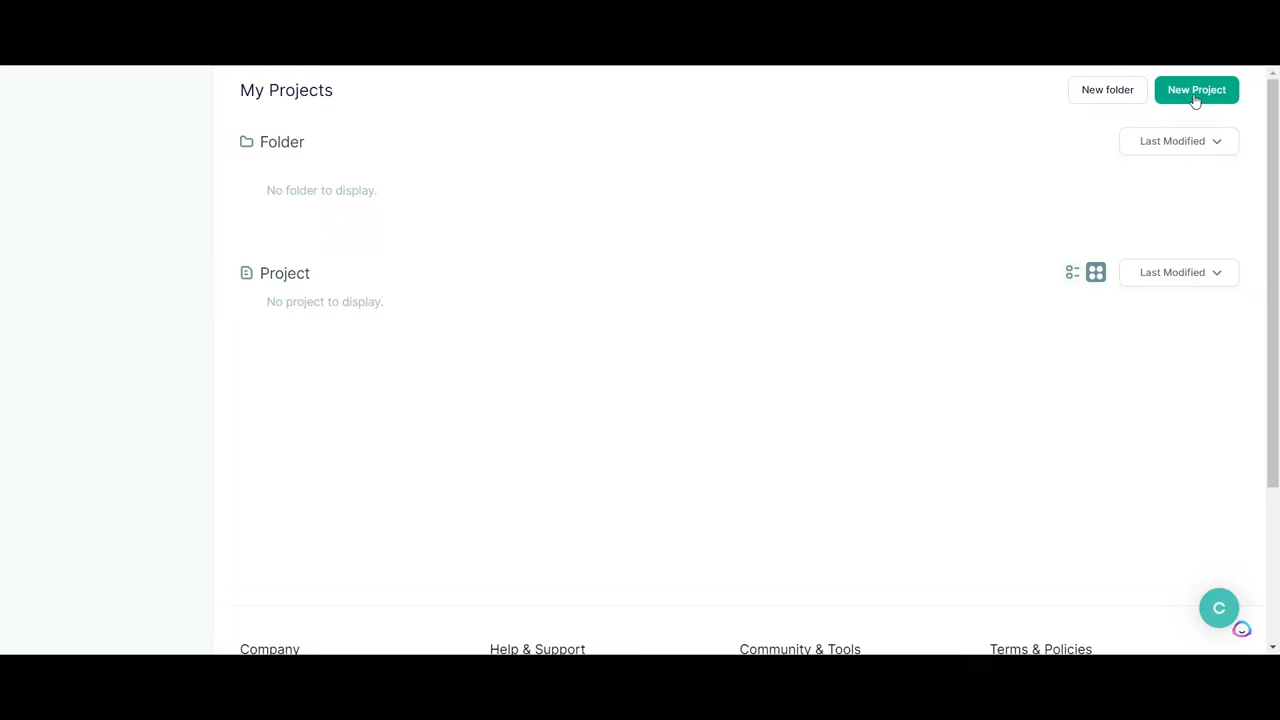 My Projects
New folder
New Project
Folder
Last Modified
No folder to display.
Project
Last Modified
No project to display.
C
Company
Help & Support
Community & Tools
Terms & Policies